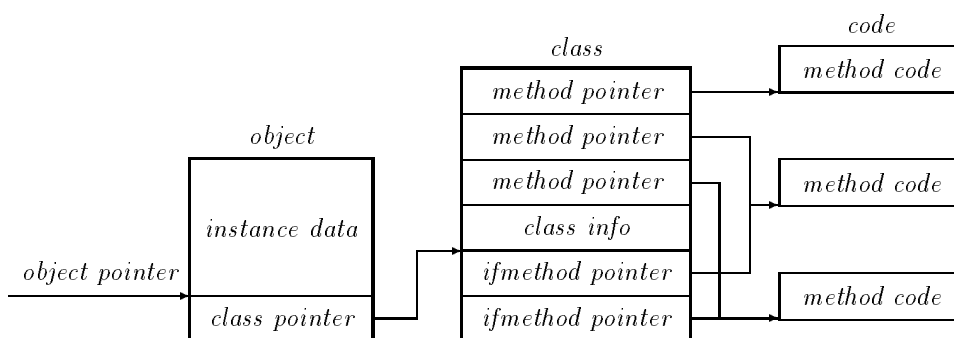 code
class
method code
method pointer
object
method pointer
method pointer
method code
instance data
class info
object pointer
ifmethod pointer
method code
class pointer
ifmethod pointer